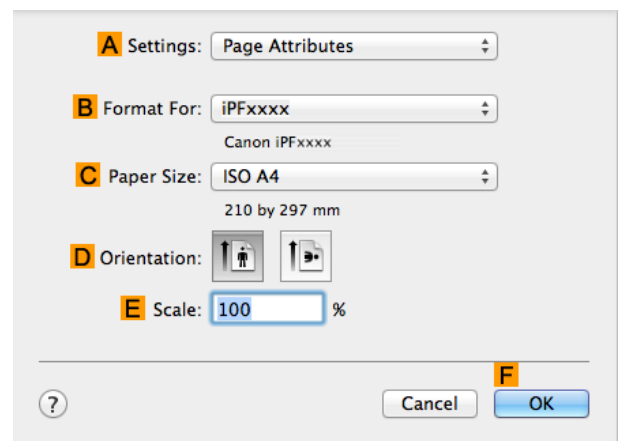 A Settings: Page Attributes
B Format For: iPFxxxx
Canon iPFxxxx
C Paper Size: ISO A4
210 by 297 mm
D Orientation:
E Scale: 100 %
F
? Cancel OK